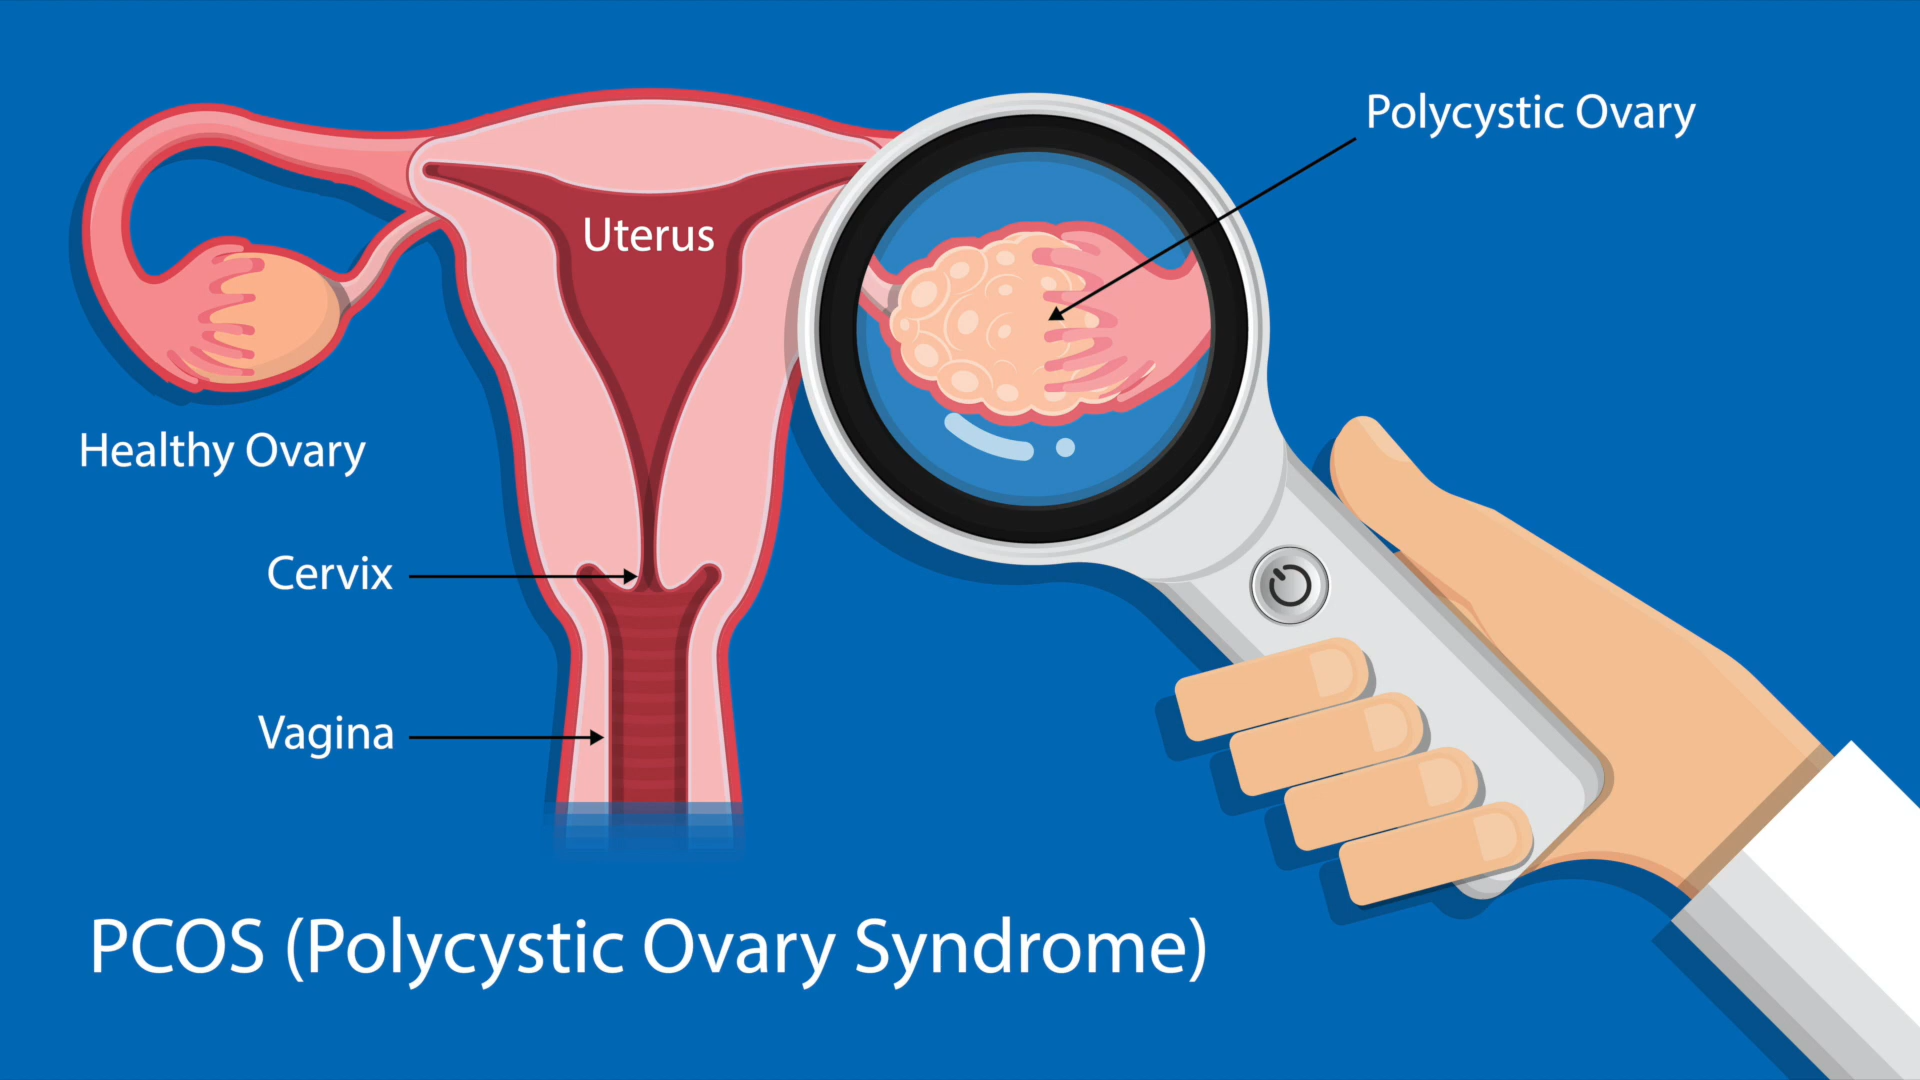 Polycystic Ovary
Uterus
Healthy Ovary
Cervix
Vagina
PCOS (Polycystic Ovary Syndrome)